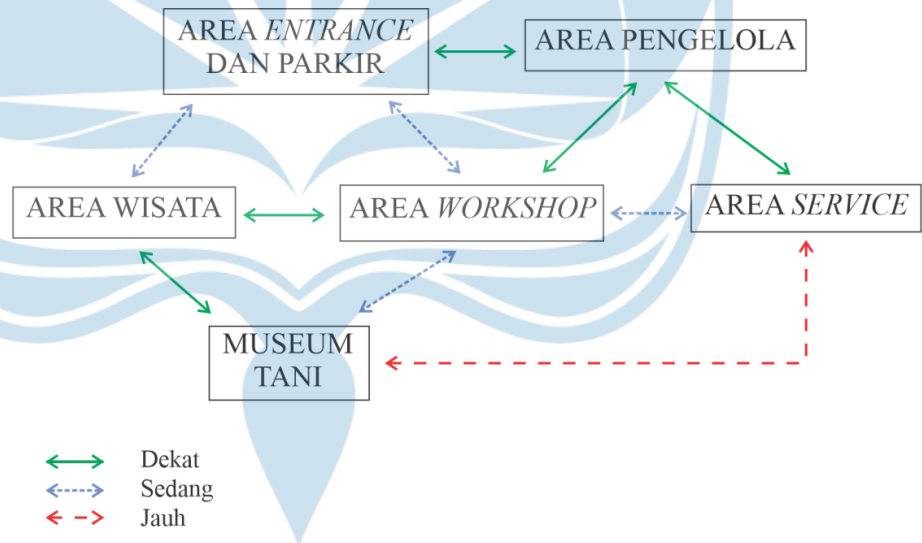 AREA ENTRANCE
DAN PARKIR
AREA PENGELOLA
AREA WISATA
AREA WORKSHOP
AREA SERVICE
MUSEUM
TANI
Dekat
Sedang
Jauh